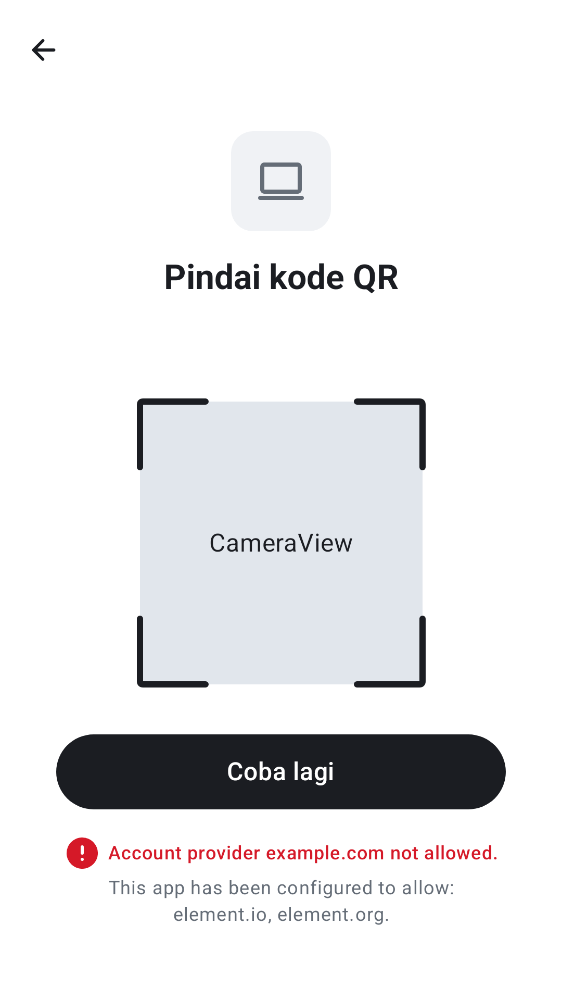 Pindai kode QR
CameraView
Coba lagi
Account provider example.com not allowed.
This app has been configured to allow:
element.io, element.org.